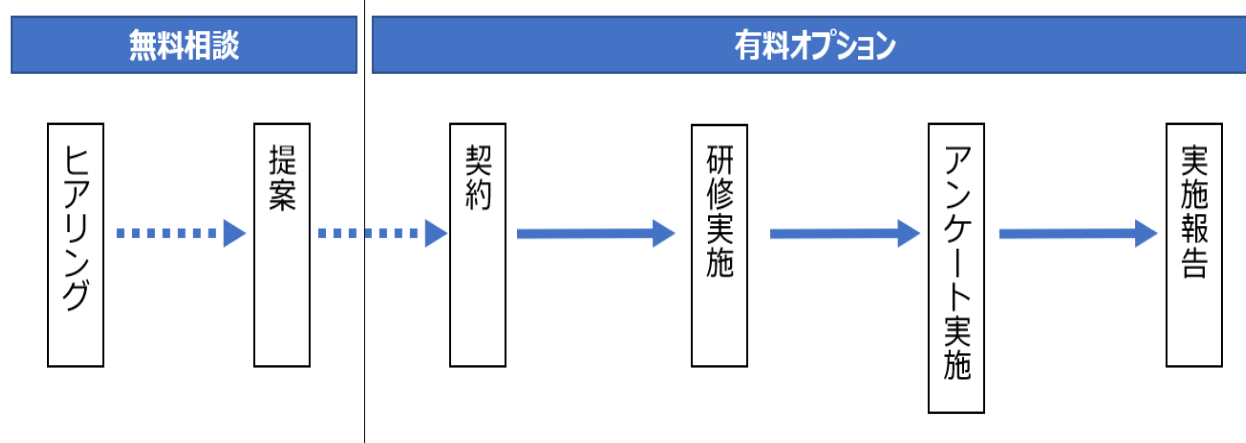 無料相談
有料オプション
ヒアリング
提案
契約
研修実施
アンケート実施
実施報告